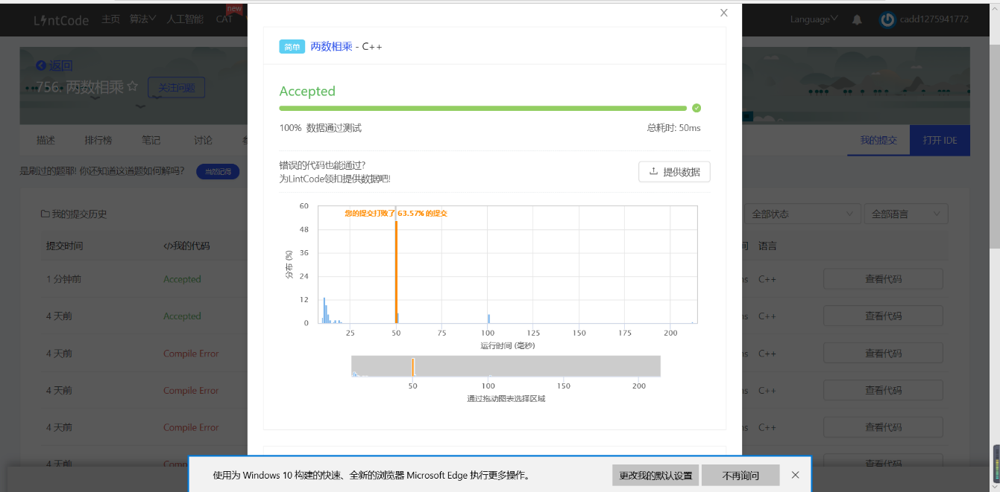 LintCode 主页 算法 人工智能 CAT new
Language cadd1275941772
返回
756. 两数相乘 关注问题
描述 排行榜 笔记 讨论
我的提交 打开 IDE
是刷过的题耶! 你还知道这道题如何解吗? 当然记得
我的提交历史
全部状态 全部语言
提交时间 </>我的代码 语言
1 分钟前 Accepted C++ 查看代码
4 天前 Accepted C++ 查看代码
4 天前 Compile Error C++ 查看代码
4 天前 Compile Error C++ 查看代码
4 天前 Compile Error C++ 查看代码
4 天前 查看代码
简单 两数相乘 - C++
Accepted
100% 数据通过测试 总耗时: 50ms
错误的代码也能通过?
为LintCode领扣提供数据吧!
提供数据
您的提交打败了 63.57% 的提交
分布 (%)
60
48
36
24
12
0
25 50 75 100 125 150 175 200
运行时间 (毫秒)
50 100 150 200
通过拖动图表选择区域
使用为 Windows 10 构建的快速、全新的浏览器 Microsoft Edge 执行更多操作。 更改我的默认设置 不再询问